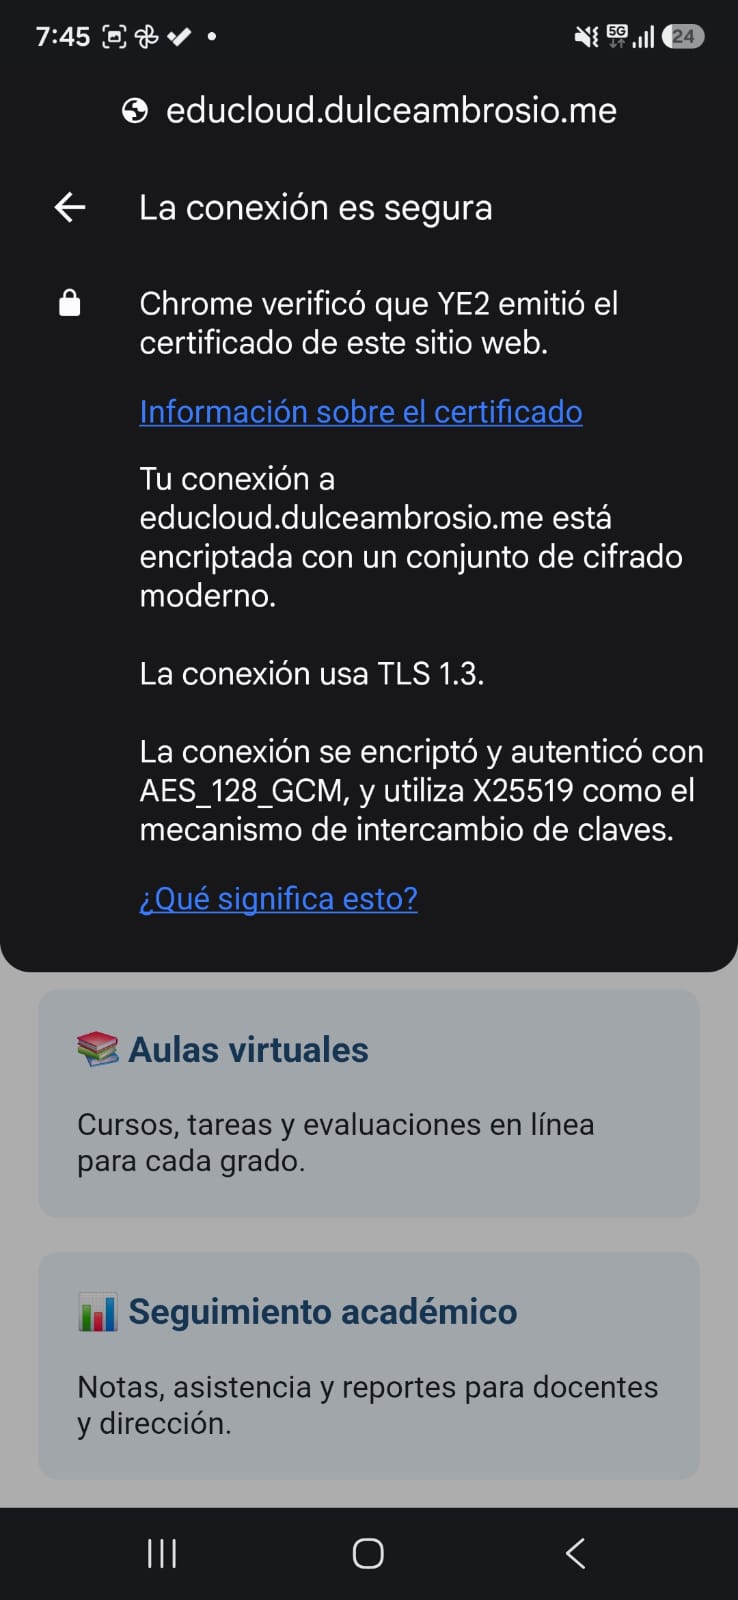 7:45
5G
24
educloud.dulceambrosio.me
La conexión es segura
Chrome verificó que YE2 emitió el
certificado de este sitio web.
Información sobre el certificado
Tu conexión a
educloud.dulceambrosio.me está
encriptada con un conjunto de cifrado
moderno.
La conexión usa TLS 1.3.
La conexión se encriptó y autenticó con
AES_128_GCM, y utiliza X25519 como el
mecanismo de intercambio de claves.
¿Qué significa esto?
Aulas virtuales
Cursos, tareas y evaluaciones en línea
para cada grado.
Seguimiento académico
Notas, asistencia y reportes para docentes
y dirección.